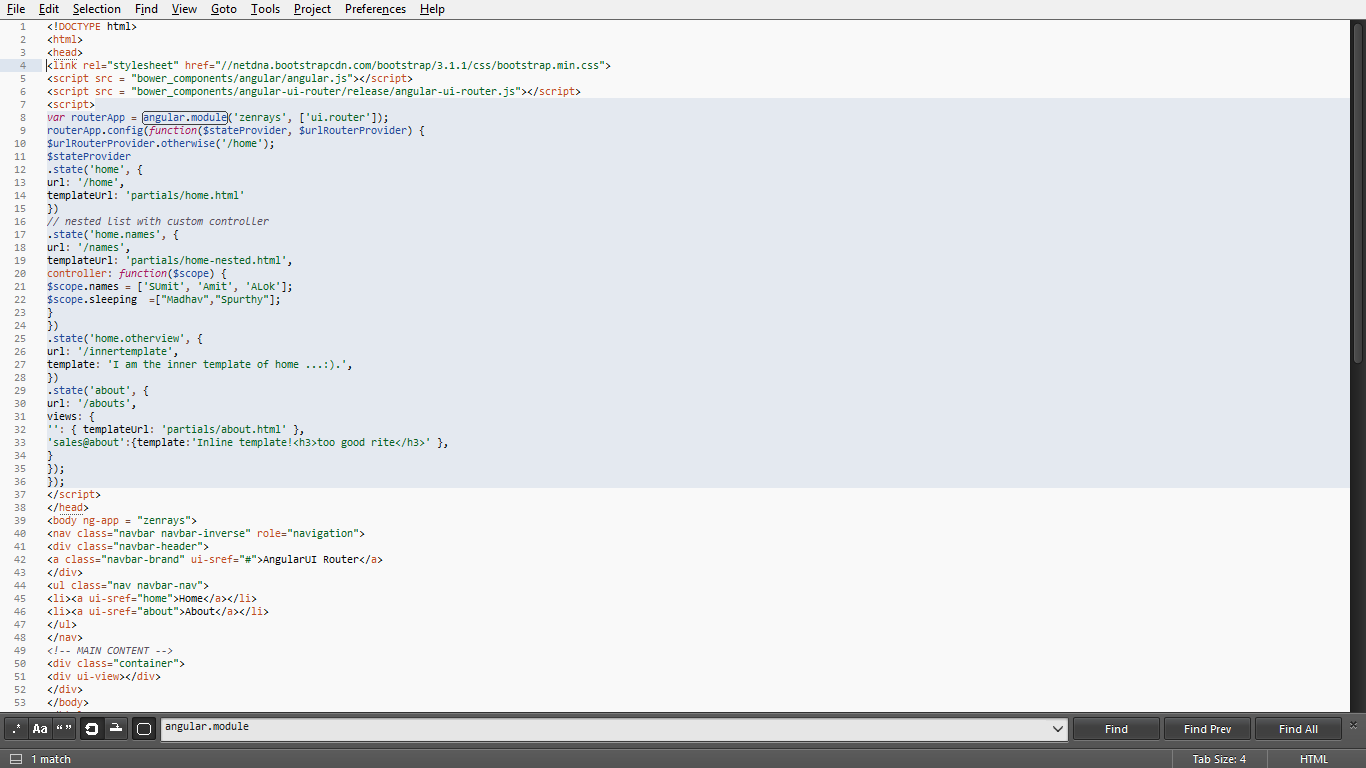 File Edit Selection Find View Goto Tools Project Preferences Help
1 <!DOCTYPE html>
2 <html>
3 <head>
4 <link rel="stylesheet" href="//netdna.bootstrapcdn.com/bootstrap/3.1.1/css/bootstrap.min.css">
5 <script src = "bower_components/angular/angular.js"></script>
6 <script src = "bower_components/angular-ui-router/release/angular-ui-router.js"></script>
7 <script>
8 var routerApp = angular.module('zenrays', ['ui.router']);
9 routerApp.config(function($stateProvider, $urlRouterProvider) {
10 $urlRouterProvider.otherwise('/home');
11 $stateProvider
12 .state('home', {
13 url: '/home',
14 templateUrl: 'partials/home.html'
15 })
16 // nested list with custom controller
17 .state('home.names', {
18 url: '/names',
19 templateUrl: 'partials/home-nested.html',
20 controller: function($scope) {
21 $scope.names = ['SUmit', 'Amit', 'ALok'];
22 $scope.sleeping  =["Madhav","Spurthy"];
23 }
24 })
25 .state('home.otherview', {
26 url: '/innertemplate',
27 template: 'I am the inner template of home ...:).',
28 })
29 .state('about', {
30 url: '/abouts',
31 views: {
32 '': { templateUrl: 'partials/about.html' },
33 'sales@about':{template:'Inline template!<h3>too good rite</h3>' },
34 }
35 });
36 });
37 </script>
38 </head>
39 <body ng-app = "zenrays">
40 <nav class="navbar navbar-inverse" role="navigation">
41 <div class="navbar-header">
42 <a class="navbar-brand" ui-sref="#">AngularUI Router</a>
43 </div>
44 <ul class="nav navbar-nav">
45 <li><a ui-sref="home">Home</a></li>
46 <li><a ui-sref="about">About</a></li>
47 </ul>
48 </nav>
49 <!-- MAIN CONTENT -->
50 <div class="container">
51 <div ui-view></div>
52 </div>
53 </body>
.* Aa “ ” angular.module Find Find Prev Find All
1 match Tab Size: 4 HTML